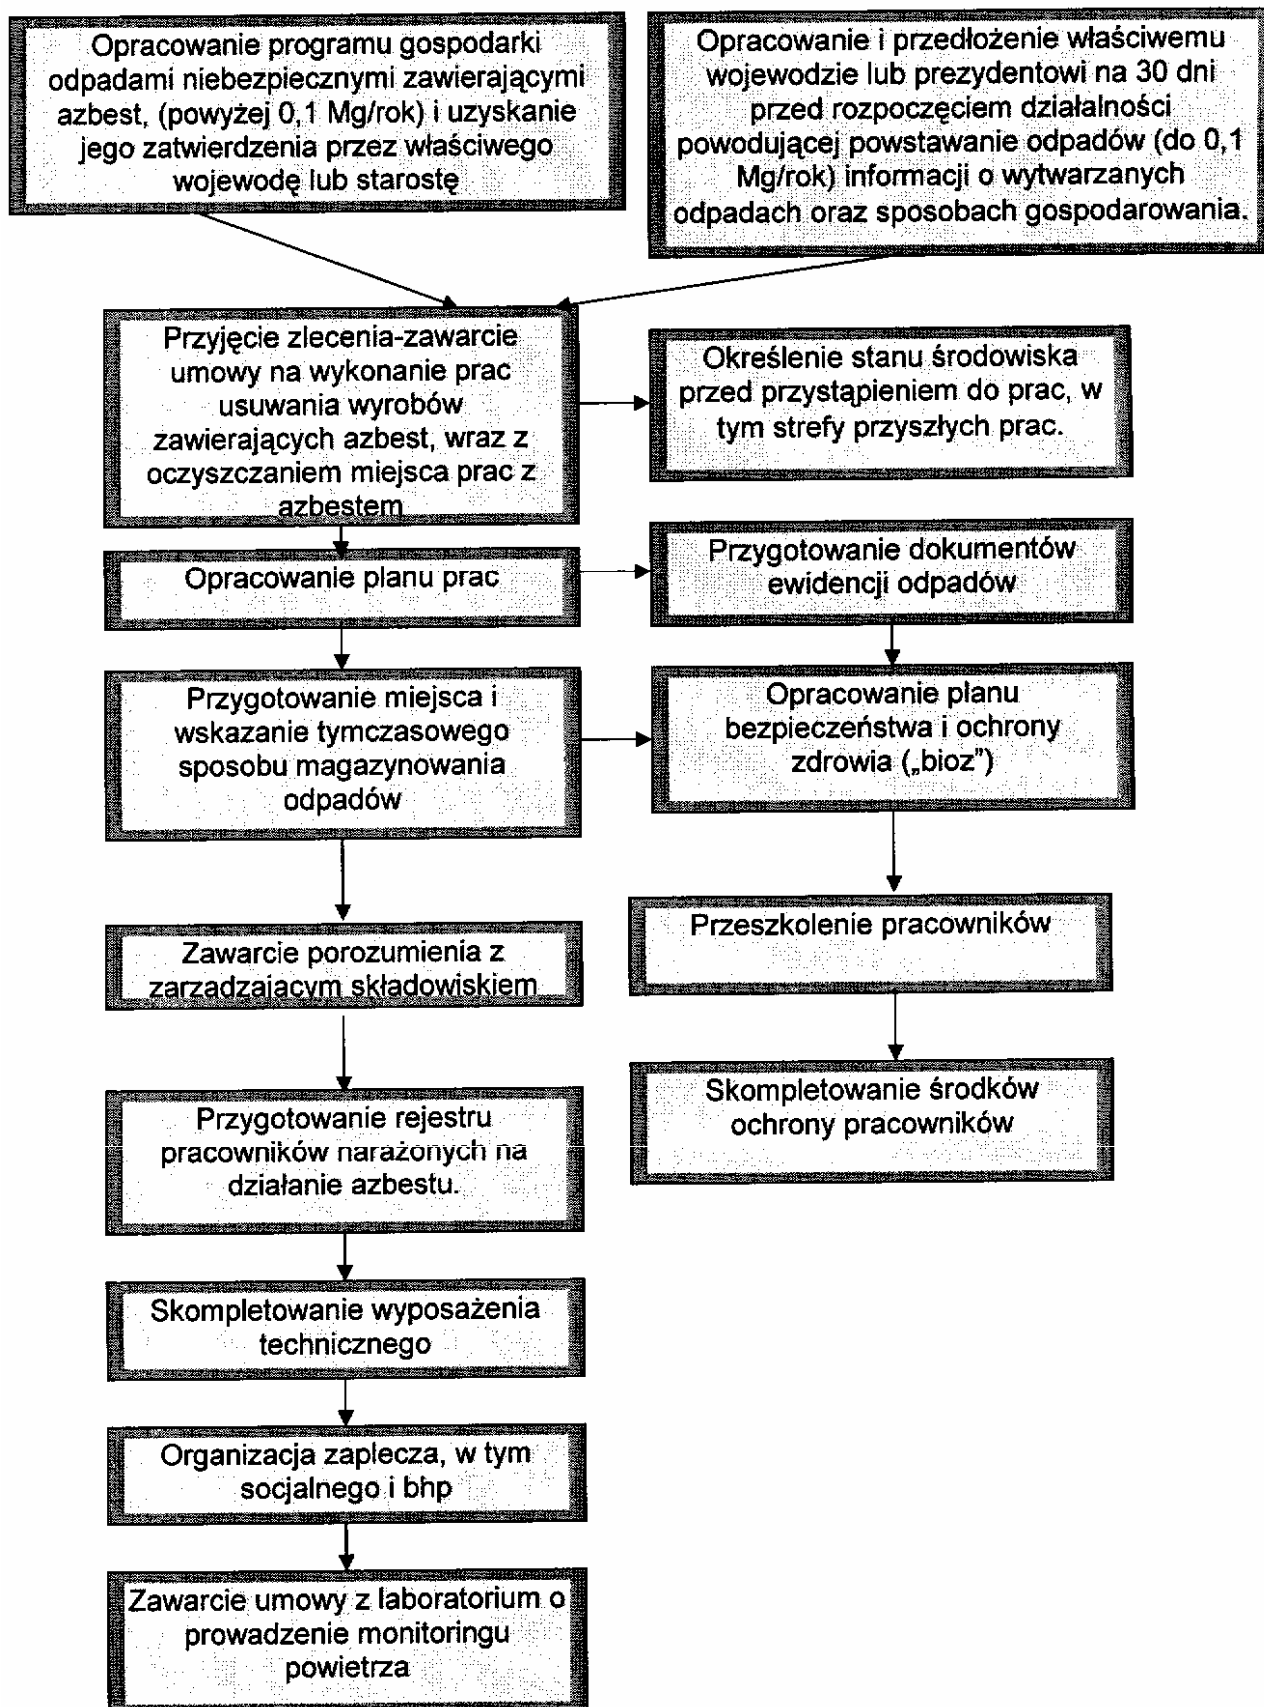 Opracowanie programu gospodarki
odpadami niebezpiecznymi zawierającymi
azbest, (powyżej 0,1 Mg/rok) i uzyskanie
jego zatwierdzenia przez właściwego
wojewodę lub starostę
Opracowanie i przedłożenie właściwemu
wojewodzie lub prezydentowi na 30 dni
przed rozpoczęciem działalności
powodującej powstawanie odpadów (do 0,1
Mg/rok) informacji o wytwarzanych
odpadach oraz sposobach gospodarowania.
Przyjęcie zlecenia-zawarcie
umowy na wykonanie prac
usuwania wyrobów
zawierających azbest, wraz z
oczyszczaniem miejsca prac z
azbestem
Określenie stanu środowiska
przed przystąpieniem do prac, w
tym strefy przyszłych prac.
Opracowanie planu prac
Przygotowanie dokumentów
ewidencji odpadów
Przygotowanie miejsca i
wskazanie tymczasowego
sposobu magazynowania
odpadów
Opracowanie planu
bezpieczeństwa i ochrony
zdrowia („bioz")
Zawarcie porozumienia z
zarządzającym składowiskiem
Przeszkolenie pracowników
Przygotowanie rejestru
pracowników narażonych na
działanie azbestu.
Skompletowanie środków
ochrony pracowników
Skompletowanie wyposażenia
technicznego
Organizacja zaplecza, w tym
socjalnego i bhp
Zawarcie umowy z laboratorium o
prowadzenie monitoringu
powietrza